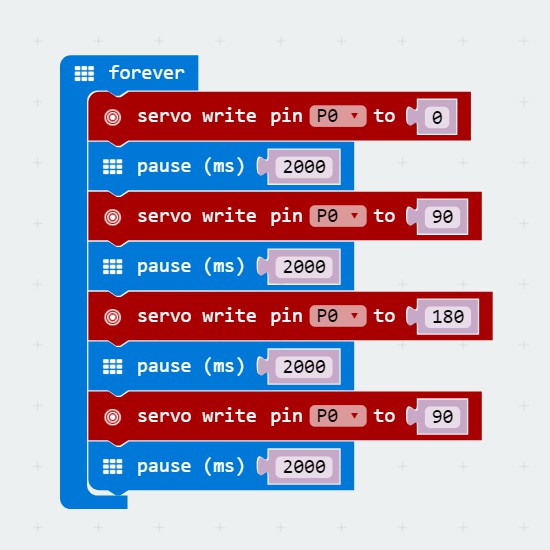 forever
servo write pin P0 to 0
pause (ms) 2000
servo write pin P0 to 90
pause (ms) 2000
servo write pin P0 to 180
pause (ms) 2000
servo write pin P0 to 90
pause (ms) 2000